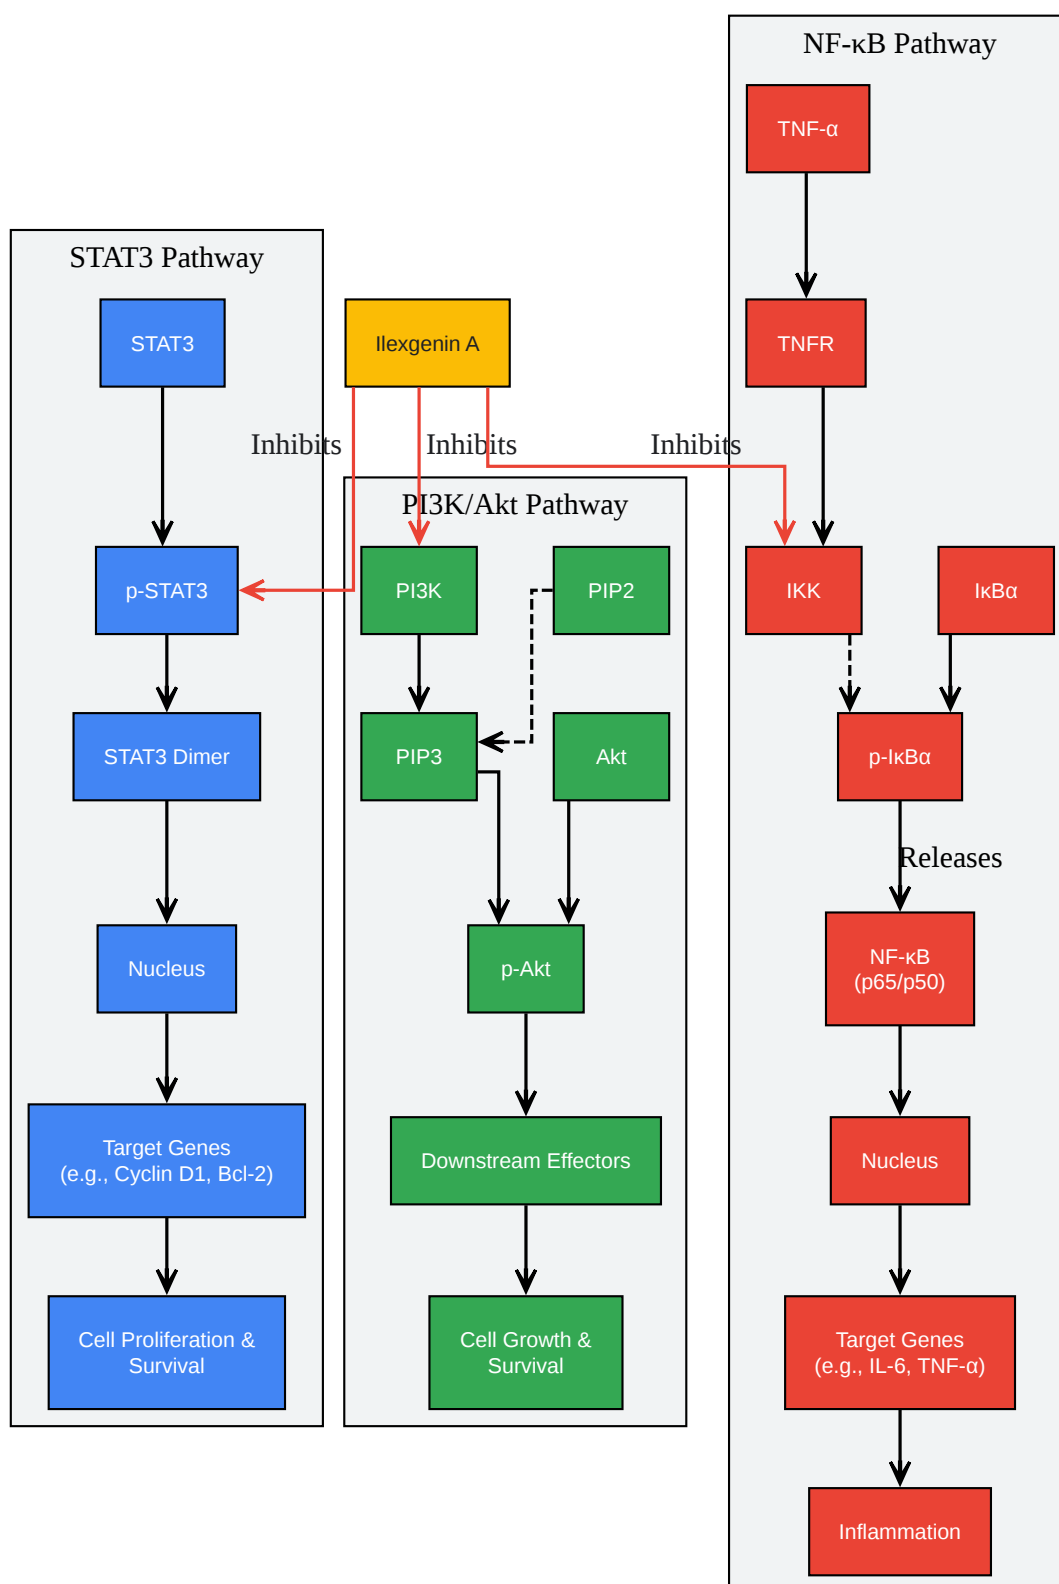 NF-κB Pathway
TNF-α
STAT3 Pathway
STAT3
Ilexgenin A
TNFR
Inhibits
Inhibits
Inhibits
PI3K/Akt Pathway
p-STAT3
PI3K
PIP2
IKK
IκBα
STAT3 Dimer
PIP3
Akt
p-IκBα
Releases
Nucleus
p-Akt
NF-κB
(p65/p50)
Target Genes
(e.g., Cyclin D1, Bcl-2)
Downstream Effectors
Nucleus
Cell Proliferation &
Survival
Cell Growth &
Survival
Target Genes
(e.g., IL-6, TNF-α)
Inflammation